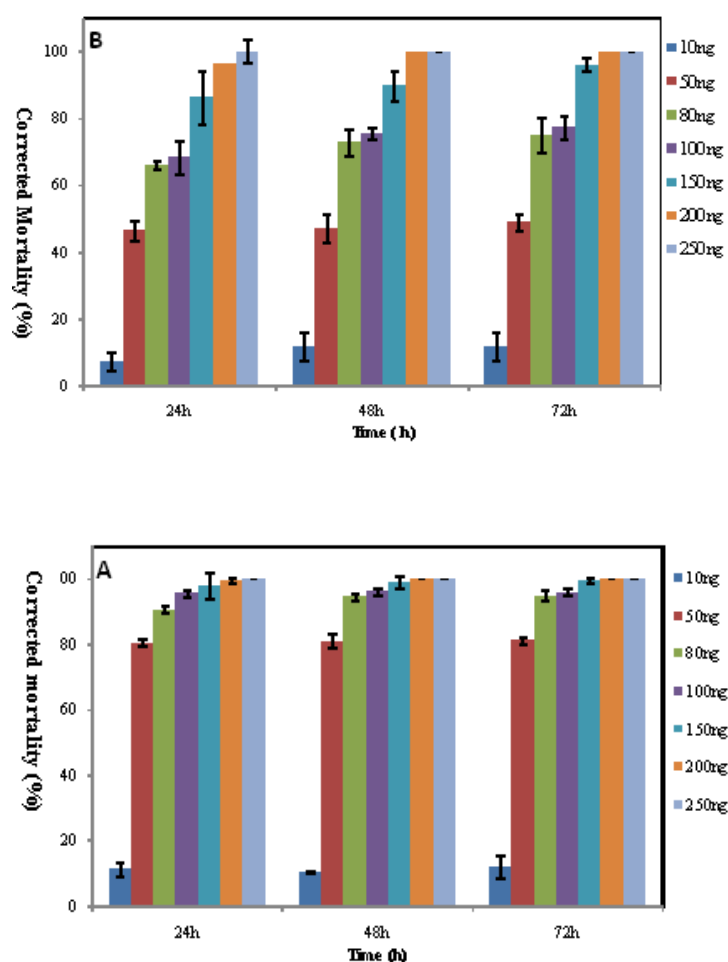 B
Corrected Mortality (%)
100
80
60
40
20
0
24h
48h
72h
Time (h)
10ng
50ng
80ng
100ng
150ng
200ng
250ng
A
Corrected mortality (%)
00
80
60
40
20
0
24h
48h
72h
Time (h)
10ng
50ng
80ng
100ng
150ng
200ng
250ng